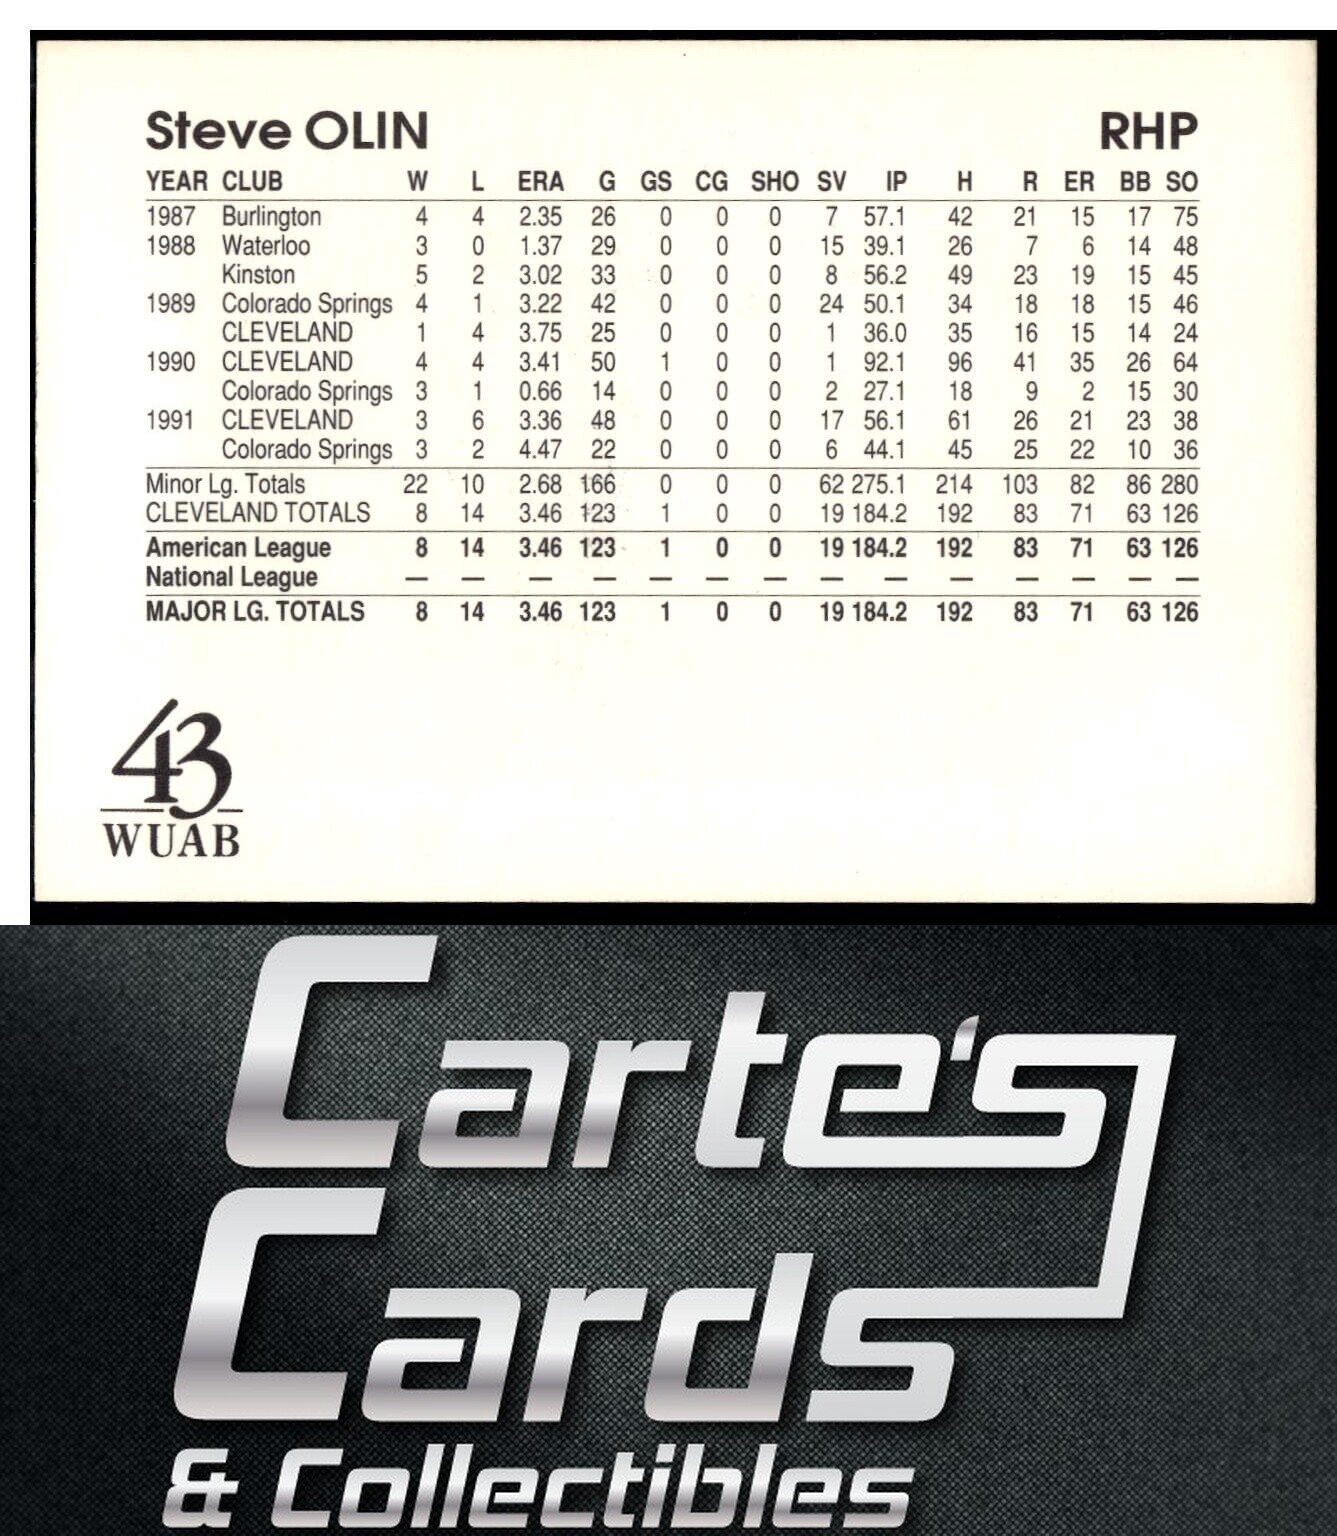 Steve OLIN RHP
YEAR CLUB W L ERA G GS CG SHO SV IP H R ER BB SO
1987 Burlington 4 4 2.35 26 0 0 0 7 57.1 42 21 15 17 75
1988 Waterloo 3 0 1.37 29 0 0 0 15 39.1 26 7 6 14 48
Kinston 5 2 3.02 33 0 0 0 8 56.2 49 23 19 15 45
1989 Colorado Springs 4 1 3.22 42 0 0 0 24 50.1 34 18 18 15 46
CLEVELAND 1 4 3.75 25 0 0 0 1 36.0 35 16 15 14 24
1990 CLEVELAND 4 4 3.41 50 1 0 0 1 92.1 96 41 35 26 64
Colorado Springs 3 1 0.66 14 0 0 0 2 27.1 18 9 2 15 30
1991 CLEVELAND 3 6 3.36 48 0 0 0 17 56.1 61 26 21 23 38
Colorado Springs 3 2 4.47 22 0 0 0 6 44.1 45 25 22 10 36
Minor Lg. Totals 22 10 2.68 166 0 0 0 62 275.1 214 103 82 86 280
CLEVELAND TOTALS 8 14 3.46 123 1 0 0 19 184.2 192 83 71 63 126
American League 8 14 3.46 123 1 0 0 19 184.2 192 83 71 63 126
National League — — — — — — — — — — — — — —
MAJOR LG. TOTALS 8 14 3.46 123 1 0 0 19 184.2 192 83 71 63 126
43
WUAB
Carte's
Cards
& Collectibles